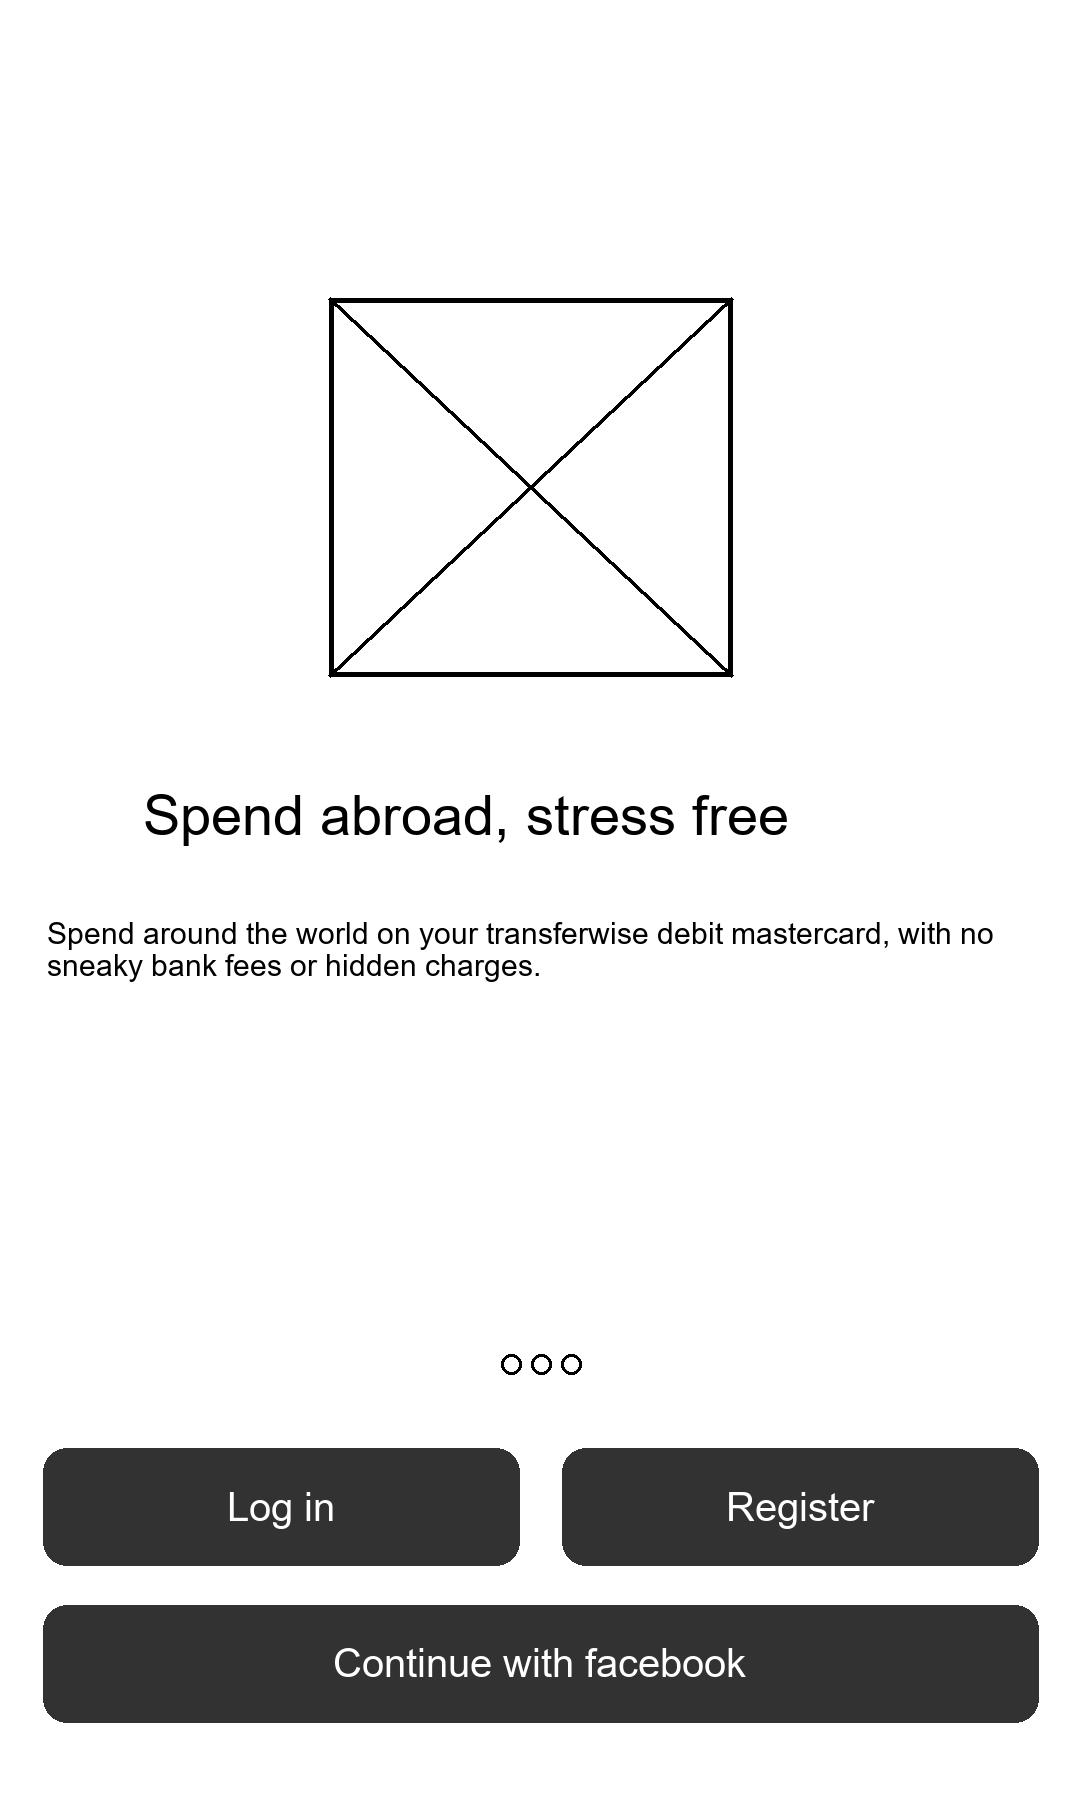 Spend abroad, stress free
Spend around the world on your transferwise debit mastercard, with no
sneaky bank fees or hidden charges.
Log in
Register
Continue with facebook